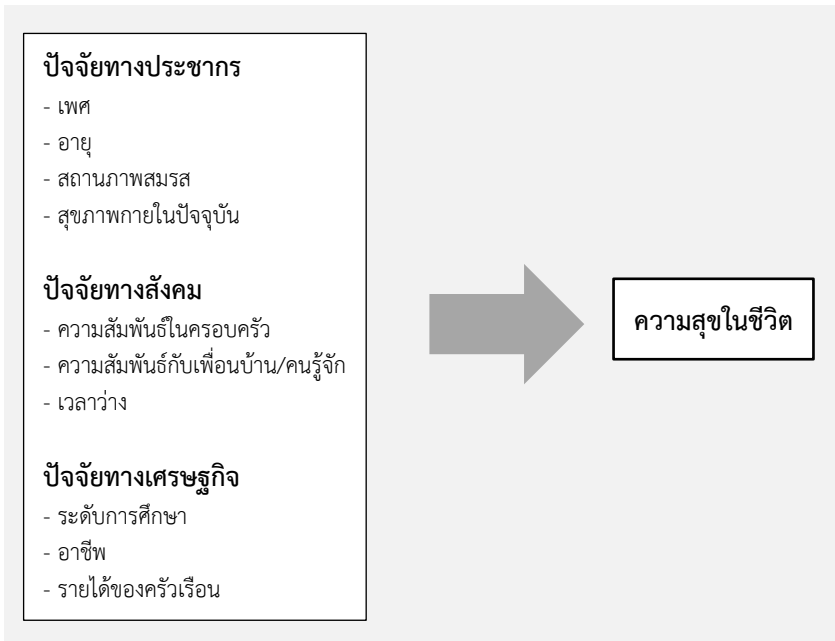 ปัจจัยทางประชากร
- เพศ
- อายุ
- สถานภาพสมรส
- สุขภาพกายในปัจจุบัน
ปัจจัยทางสังคม
- ความสัมพันธ์ในครอบครัว
- ความสัมพันธ์กับเพื่อนบ้าน/คนรู้จัก
- เวลาว่าง
ปัจจัยทางเศรษฐกิจ
- ระดับการศึกษา
- อาชีพ
- รายได้ของครัวเรือน
ความสุขในชีวิต